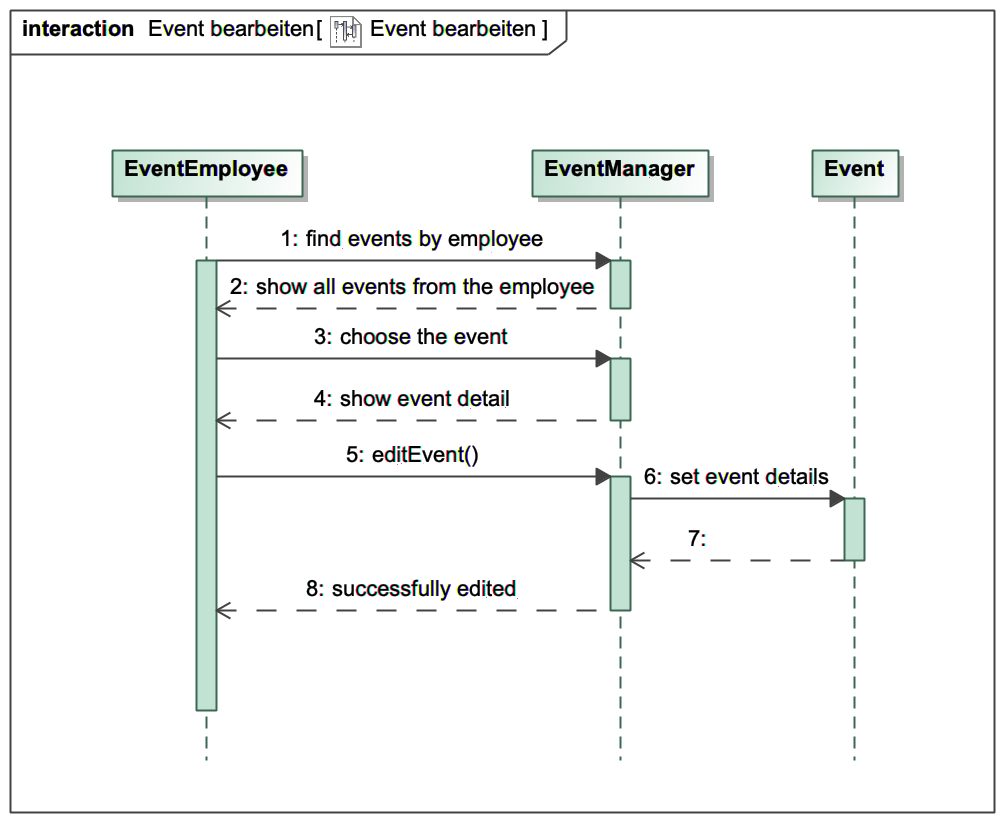 interaction Event bearbeiten[ Event bearbeiten ]
EventEmployee
EventManager
Event
1: find events by employee
2: show all events from the employee
3: choose the event
4: show event detail
5: editEvent()
6: set event details
7:
8: successfully edited